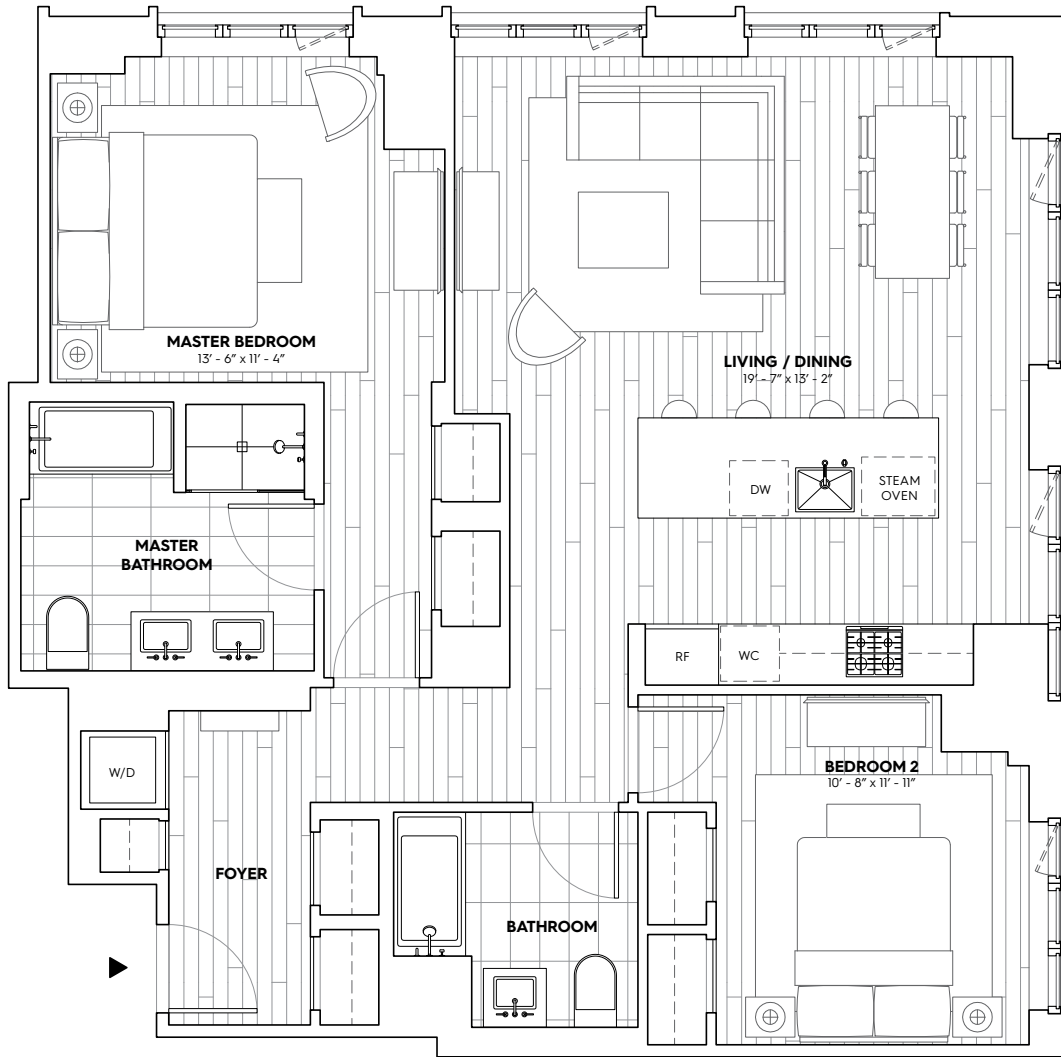 MASTER BEDROOM
13' - 6" x 11' - 4"
LIVING / DINING
19' - 7" x 13' - 2"
DW
STEAM
OVEN
MASTER
BATHROOM
RF
WC
W/D
BEDROOM 2
10' - 8" x 11' - 11"
FOYER
BATHROOM